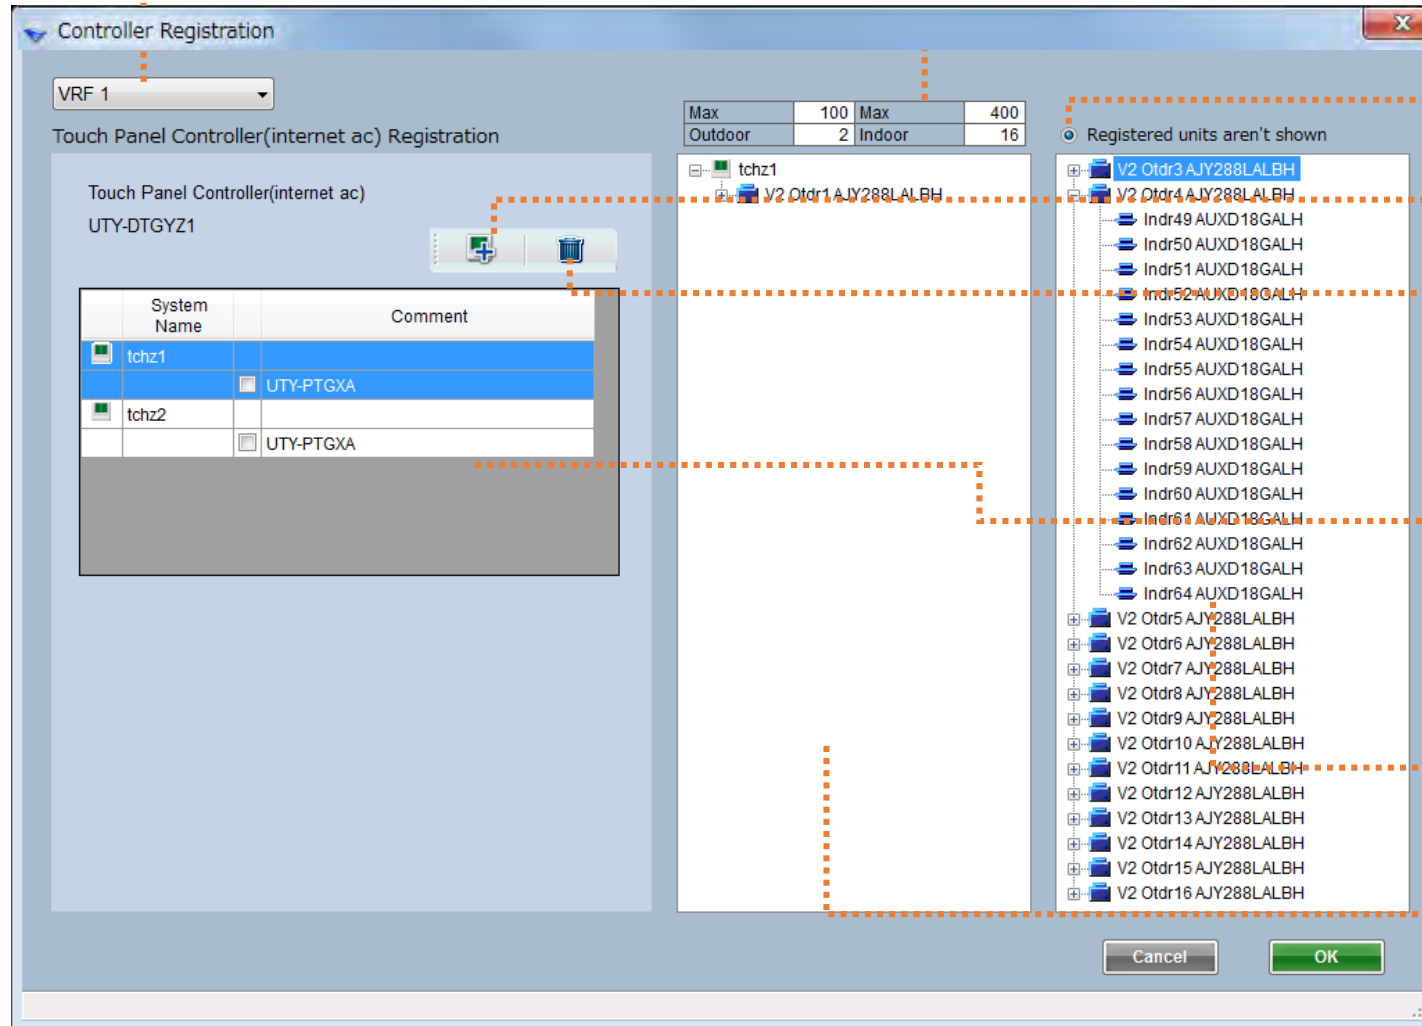 Controller Registration
VRF 1
Touch Panel Controller(internet ac) Registration
Touch Panel Controller(internet ac)
UTY-DTGYZ1
System Name Comment
tchz1
UTY-PTGXA
tchz2
UTY-PTGXA
Max 100 Max 400
Outdoor 2 Indoor 16
tchz1
V2 Otdr1 AJY288LALBH
Registered units aren't shown
V2 Otdr3 AJY288LALBH
V2 Otdr4 AJY288LALBH
Indr49 AUXD18GALH
Indr50 AUXD18GALH
Indr51 AUXD18GALH
Indr52 AUXD18GALH
Indr53 AUXD18GALH
Indr54 AUXD18GALH
Indr55 AUXD18GALH
Indr56 AUXD18GALH
Indr57 AUXD18GALH
Indr58 AUXD18GALH
Indr59 AUXD18GALH
Indr60 AUXD18GALH
Indr61 AUXD18GALH
Indr62 AUXD18GALH
Indr63 AUXD18GALH
Indr64 AUXD18GALH
V2 Otdr5 AJY288LALBH
V2 Otdr6 AJY288LALBH
V2 Otdr7 AJY288LALBH
V2 Otdr8 AJY288LALBH
V2 Otdr9 AJY288LALBH
V2 Otdr10 AJY288LALBH
V2 Otdr11 AJY288LALBH
V2 Otdr12 AJY288LALBH
V2 Otdr13 AJY288LALBH
V2 Otdr14 AJY288LALBH
V2 Otdr15 AJY288LALBH
V2 Otdr16 AJY288LALBH
Cancel OK